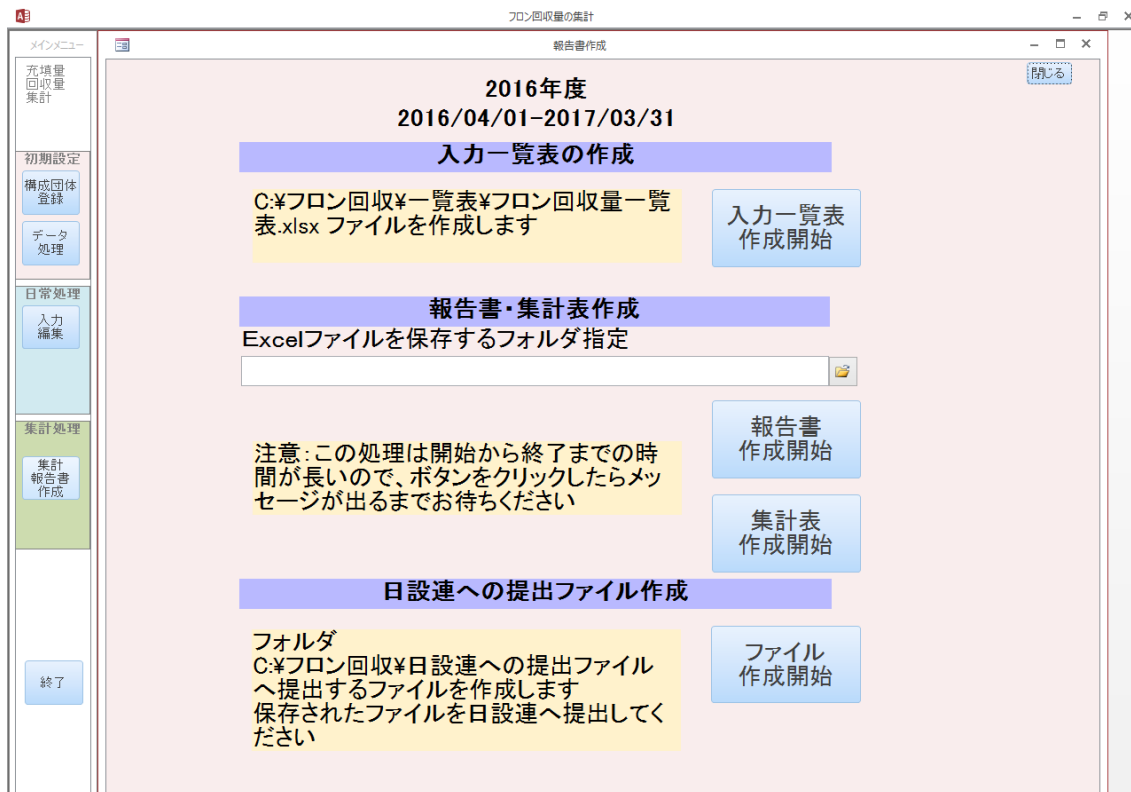 フロン回収量の集計
メインメニュー
報告書作成
充填量
回収量
集計
閉じる
2016年度
2016/04/01-2017/03/31
入力一覧表の作成
初期設定
構成団体
登録
データ
処理
C:¥フロン回収¥一覧表¥フロン回収量一覧
表.xlsx ファイルを作成します
入力一覧表
作成開始
日常処理
入力
編集
報告書・集計表作成
Excelファイルを保存するフォルダ指定
集計処理
集計
報告書
作成
注意：この処理は開始から終了までの時
間が長いので、ボタンをクリックしたらメッ
セージが出るまでお待ちください
報告書
作成開始
集計表
作成開始
日設連への提出ファイル作成
フォルダ
C:¥フロン回収¥日設連への提出ファイル
へ提出するファイルを作成します
保存されたファイルを日設連へ提出してく
ださい
ファイル
作成開始
終了